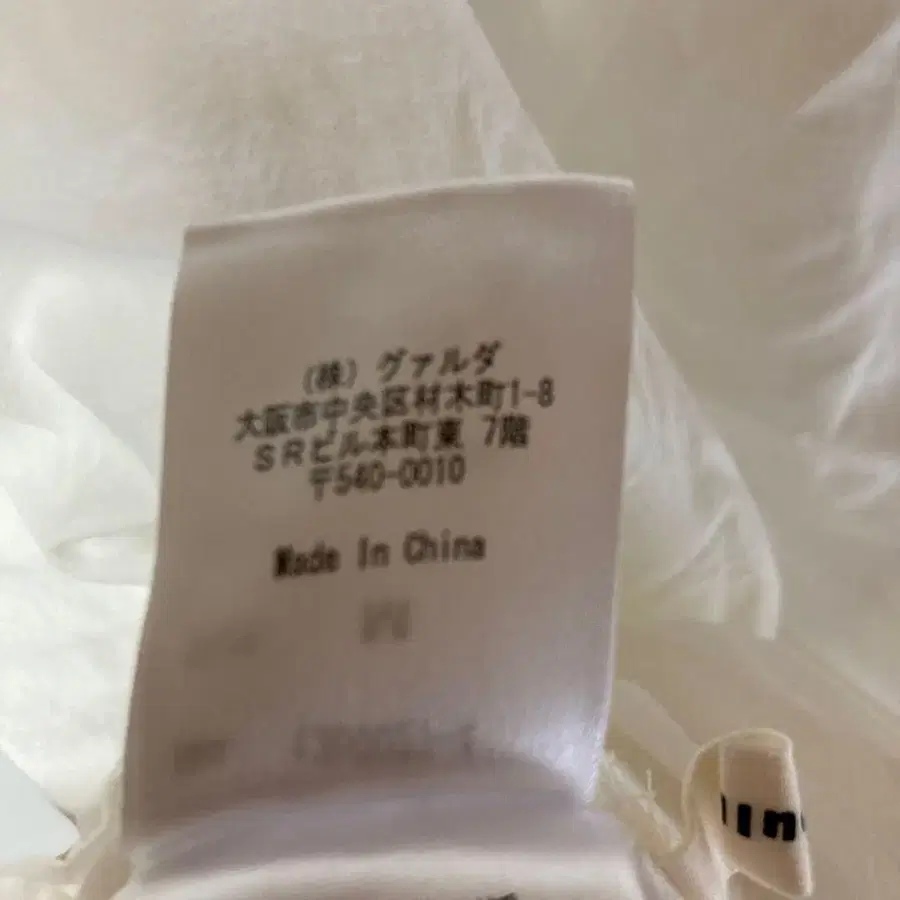 (株) グァルダ
大阪市中央区材木町1-8
SRビル本町東 7階
〒540-0010
Made In China